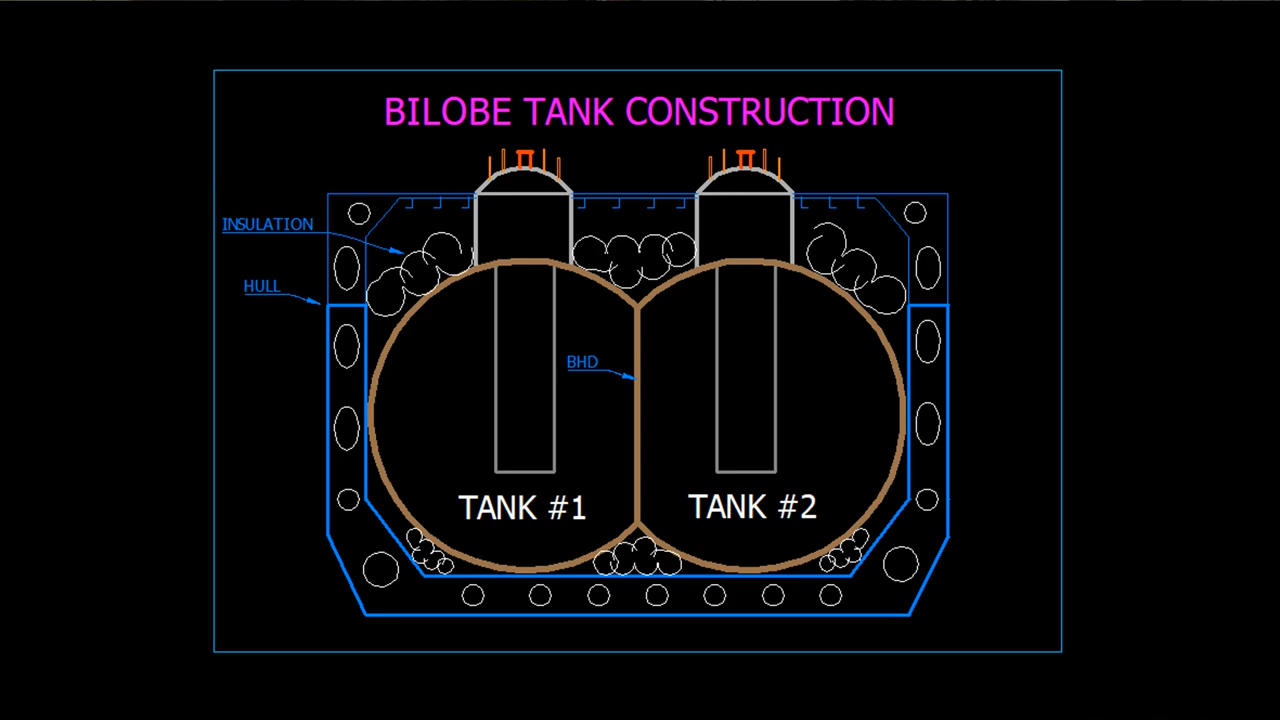 BILOBE TANK CONSTRUCTION
INSULATION
HULL
BHD
TANK #1
TANK #2